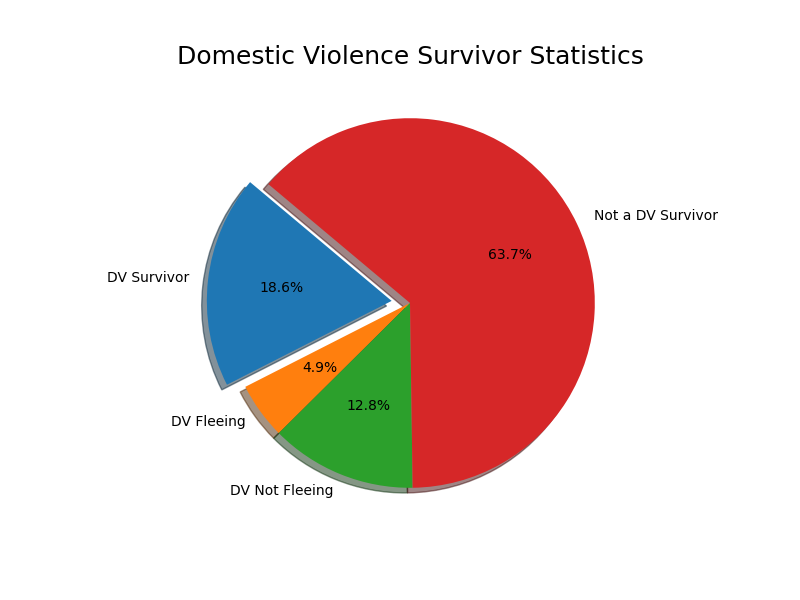 Domestic Violence Survivor Statistics
Not a DV Survivor
63.7%
DV Survivor
18.6%
4.9%
DV Fleeing
12.8%
DV Not Fleeing